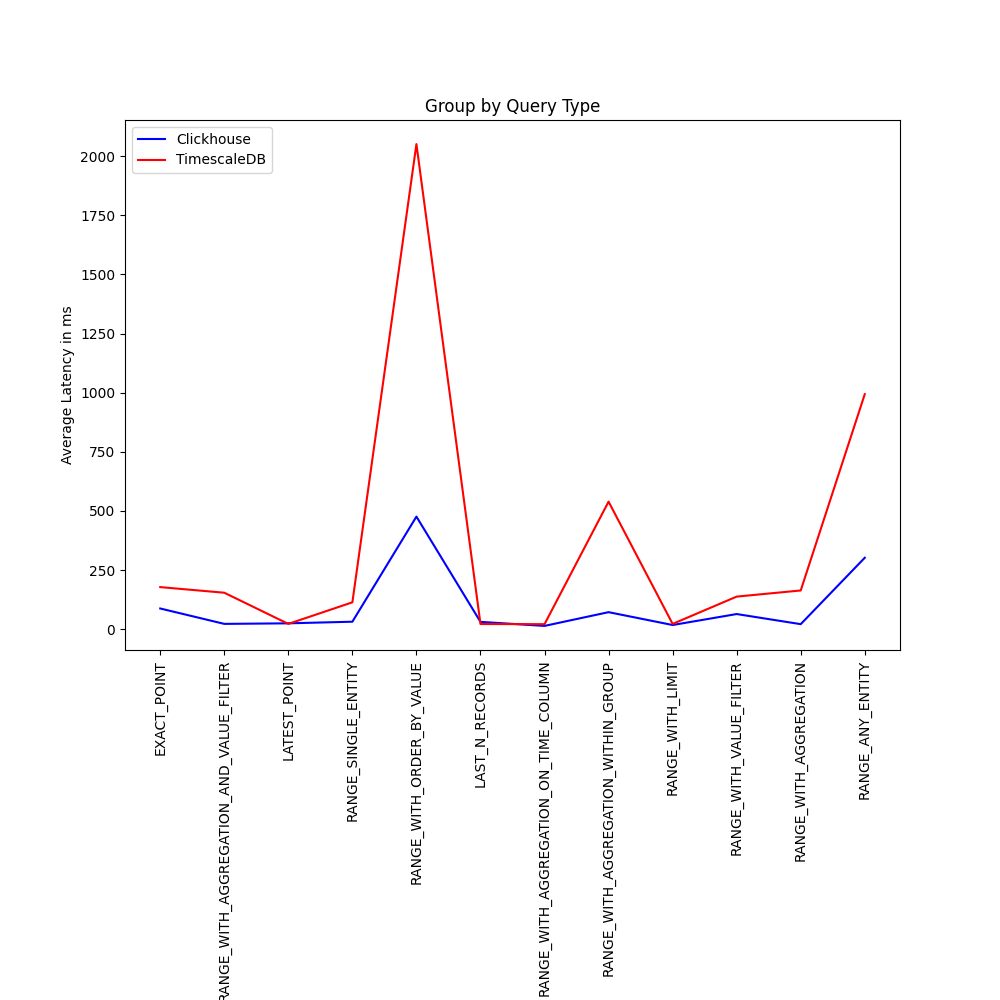 Group by Query Type
Clickhouse
TimescaleDB
Average Latency in ms
2000
1750
1500
1250
1000
750
500
250
0
EXACT_POINT
RANGE_WITH_AGGREGATION_AND_VALUE_FILTER
LATEST_POINT
RANGE_SINGLE_ENTITY
RANGE_WITH_ORDER_BY_VALUE
LAST_N_RECORDS
RANGE_WITH_AGGREGATION_ON_TIME_COLUMN
RANGE_WITH_AGGREGATION_WITHIN_GROUP
RANGE_WITH_LIMIT
RANGE_WITH_VALUE_FILTER
RANGE_WITH_AGGREGATION
RANGE_ANY_ENTITY